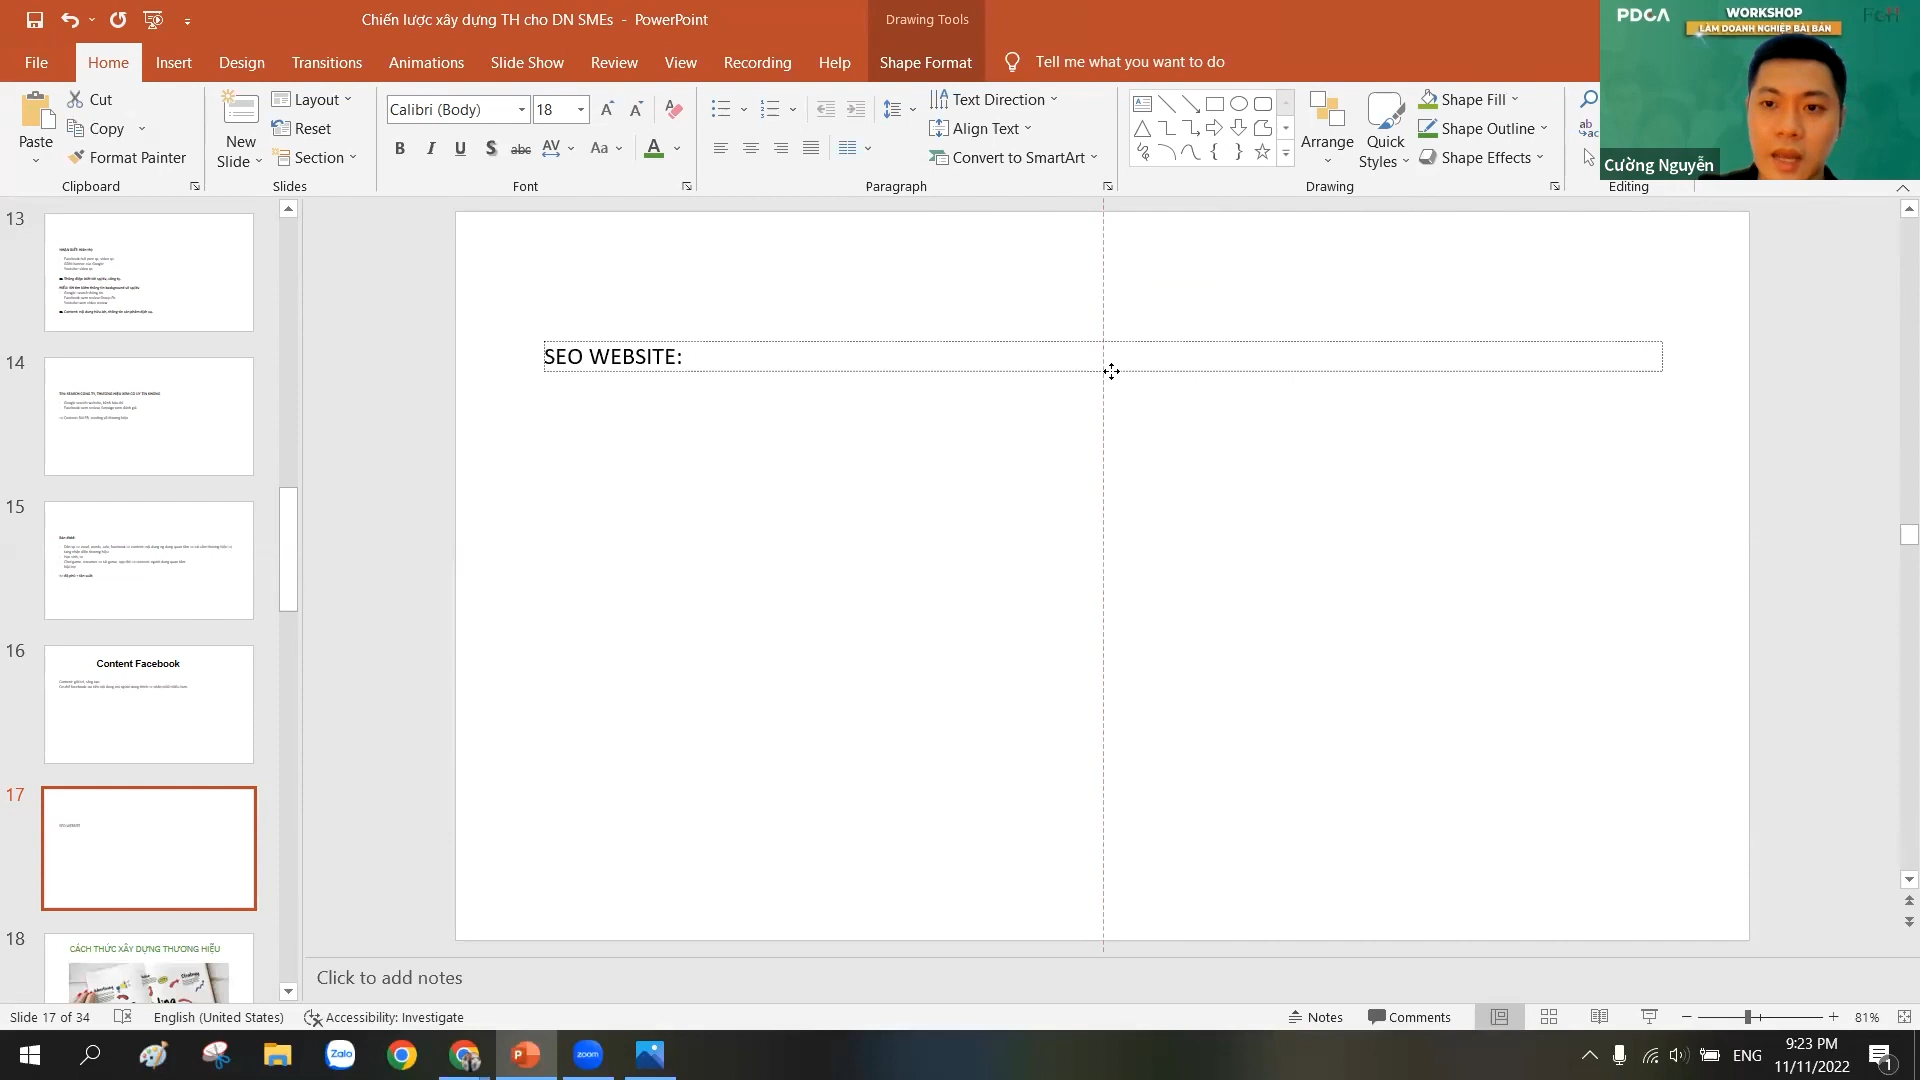 Chiến lược xây dựng TH cho DN SMEs - PowerPoint
Drawing Tools
File Home Insert Design Transitions Animations Slide Show Review View Recording Help Shape Format Tell me what you want to do
PDCA
WORKSHOP
LÀM DOANH NGHIỆP BÀI BẢN
Cường Nguyễn
Paste
Cut
Copy
Format Painter
Clipboard
New Slide
Layout
Reset
Section
Slides
Calibri (Body) 18
Font
Text Direction
Align Text
Convert to SmartArt
Paragraph
Arrange
Quick Styles
Shape Fill
Shape Outline
Shape Effects
Drawing
Editing
13
14
15
16
Content Facebook
17
SEO WEBSITE:
18
CÁCH THỨC XÂY DỰNG THƯƠNG HIỆU
SEO WEBSITE:
Click to add notes
Slide 17 of 34 English (United States) Accessibility: Investigate Notes Comments 81%
Zalo
zoom
ENG
9:23 PM
11/11/2022
1